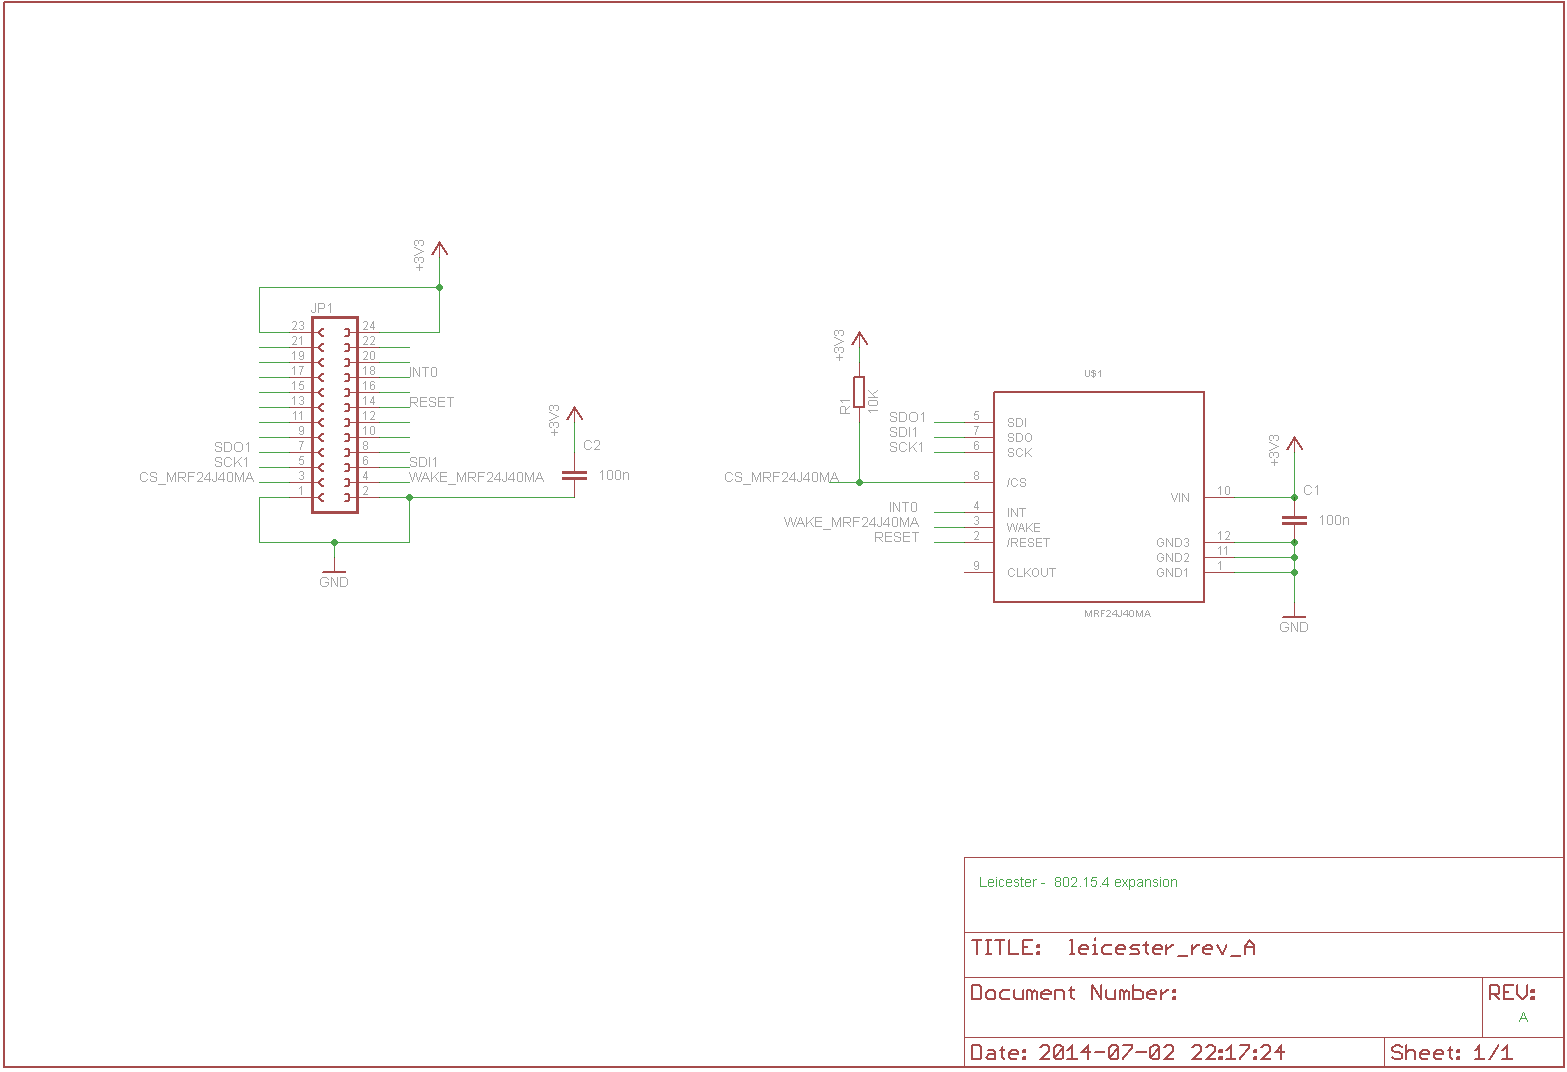 +3V3
JP1
23 24
21 22
19 20
17 18 INT0
15 16
13 14 RESET
11 12
9 10
SDO1 7 8
SCK1 5 6 SDI1
CS_MRF24J40MA 3 4 WAKE_MRF24J40MA
1 2
GND
+3V3
C2
100n
+3V3
R1
10K
U$1
SDO1 5 SDI
SDI1 7 SDO
SCK1 6 SCK
CS_MRF24J40MA 8 /CS
INT0 4 INT
WAKE_MRF24J40MA 3 WAKE
RESET 2 /RESET
9 CLKOUT
VIN 10
GND3 12
GND2 11
GND1 1
MRF24J40MA
+3V3
C1
100n
GND
Leicester - 802.15.4 expansion
TITLE: leicester_rev_A
Document Number:
REV:
A
Date: 2014-07-02 22:17:24
Sheet: 1/1